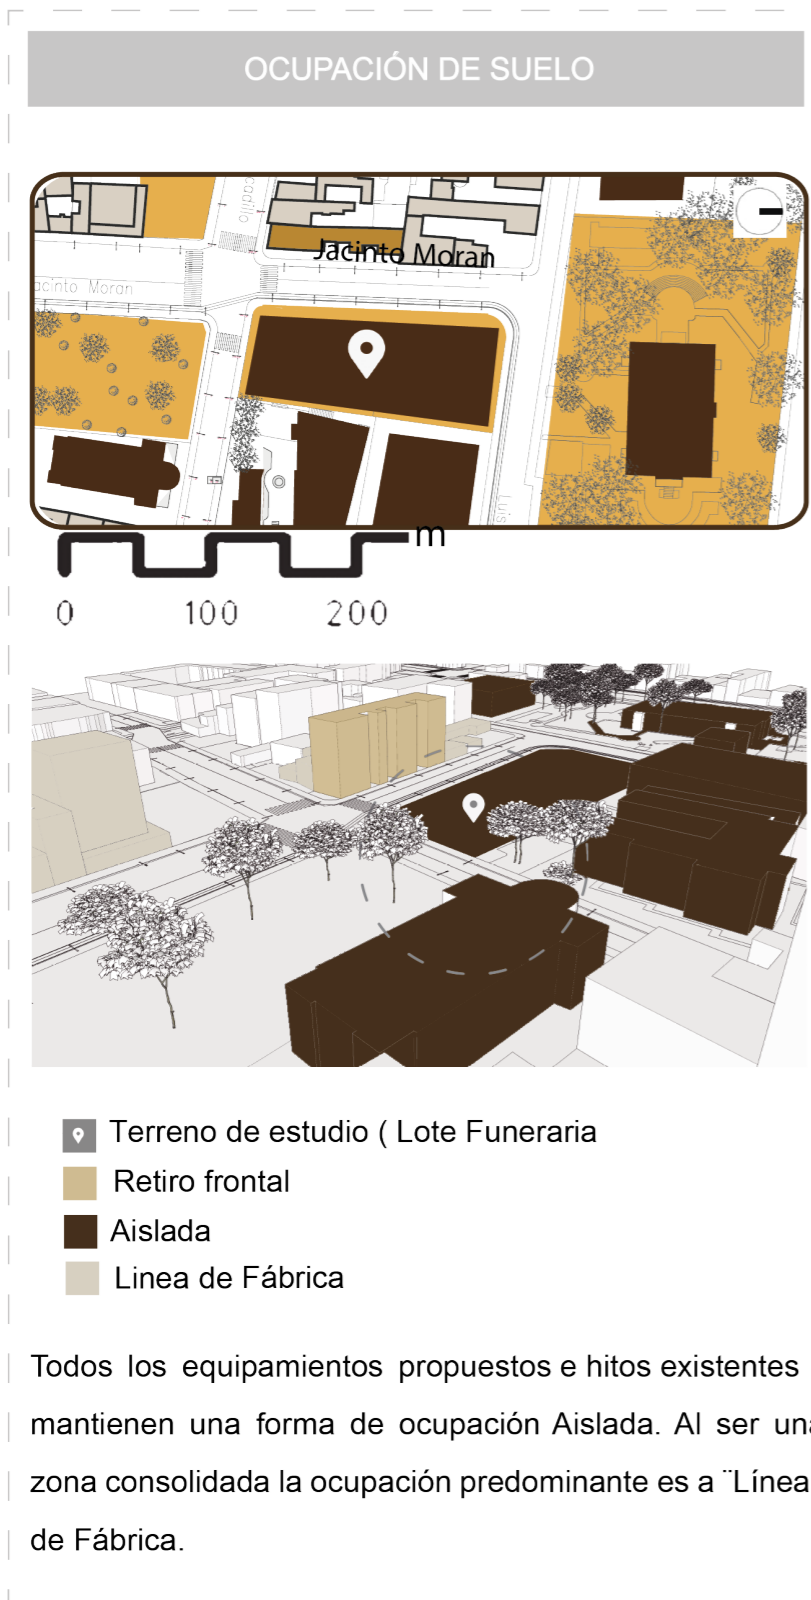 OCUPACIÓN DE SUELO
cadillo
Jacinto Moran
acinto Moran
Luis
m
0 100 200
Terreno de estudio ( Lote Funeraria
Retiro frontal
Aislada
Linea de Fábrica
Todos los equipamientos propuestos e hitos existentes
mantienen una forma de ocupación Aislada. Al ser una
zona consolidada la ocupación predominante es a ¨Línea
de Fábrica.